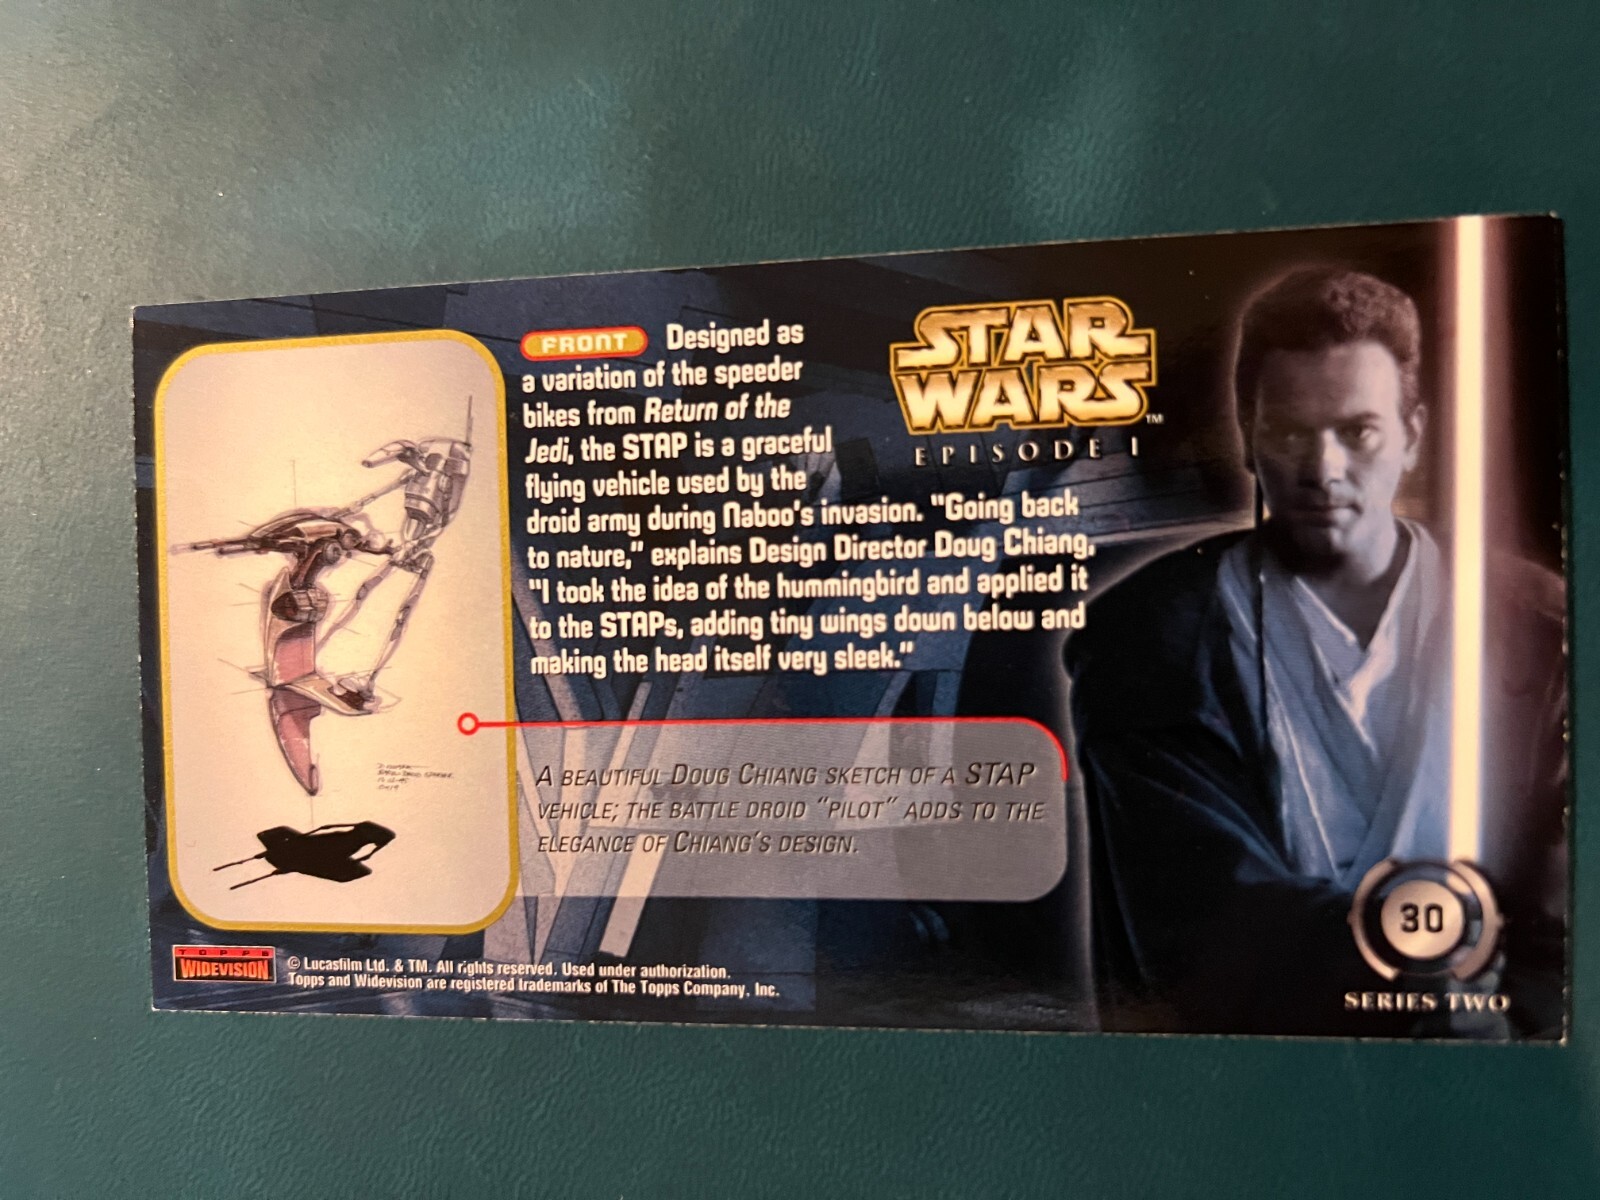 FRONT Designed as
a variation of the speeder
bikes from Return of the
Jedi, the STAP is a graceful
flying vehicle used by the
droid army during Naboo's invasion. "Going back
to nature," explains Design Director Doug Chiang,
"I took the idea of the hummingbird and applied it
to the STAPs, adding tiny wings down below and
making the head itself very sleek."
STAR
WARS™
EPISODE I
A BEAUTIFUL DOUG CHIANG SKETCH OF A STAP
VEHICLE; THE BATTLE DROID "PILOT" ADDS TO THE
ELEGANCE OF CHIANG'S DESIGN.
TOPPS
WIDEVISION
© Lucasfilm Ltd. & TM. All rights reserved. Used under authorization.
Topps and Widevision are registered trademarks of The Topps Company, Inc.
30
SERIES TWO